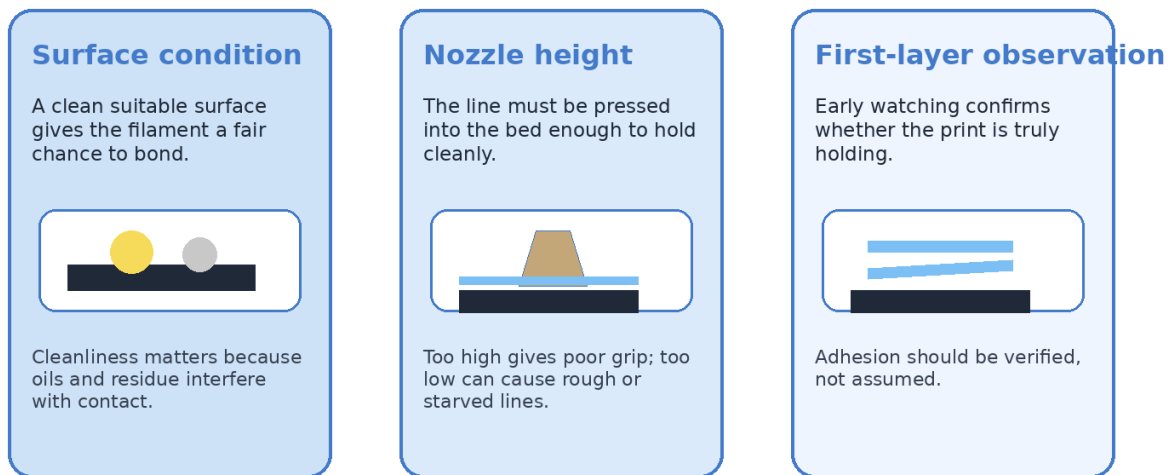 Surface condition
A clean suitable surface
gives the filament a fair
chance to bond.
Cleanliness matters because
oils and residue interfere
with contact.
Nozzle height
The line must be pressed
into the bed enough to hold
cleanly.
Too high gives poor grip; too
low can cause rough or
starved lines.
First-layer observation
Early watching confirms
whether the print is truly
holding.
Adhesion should be verified,
not assumed.